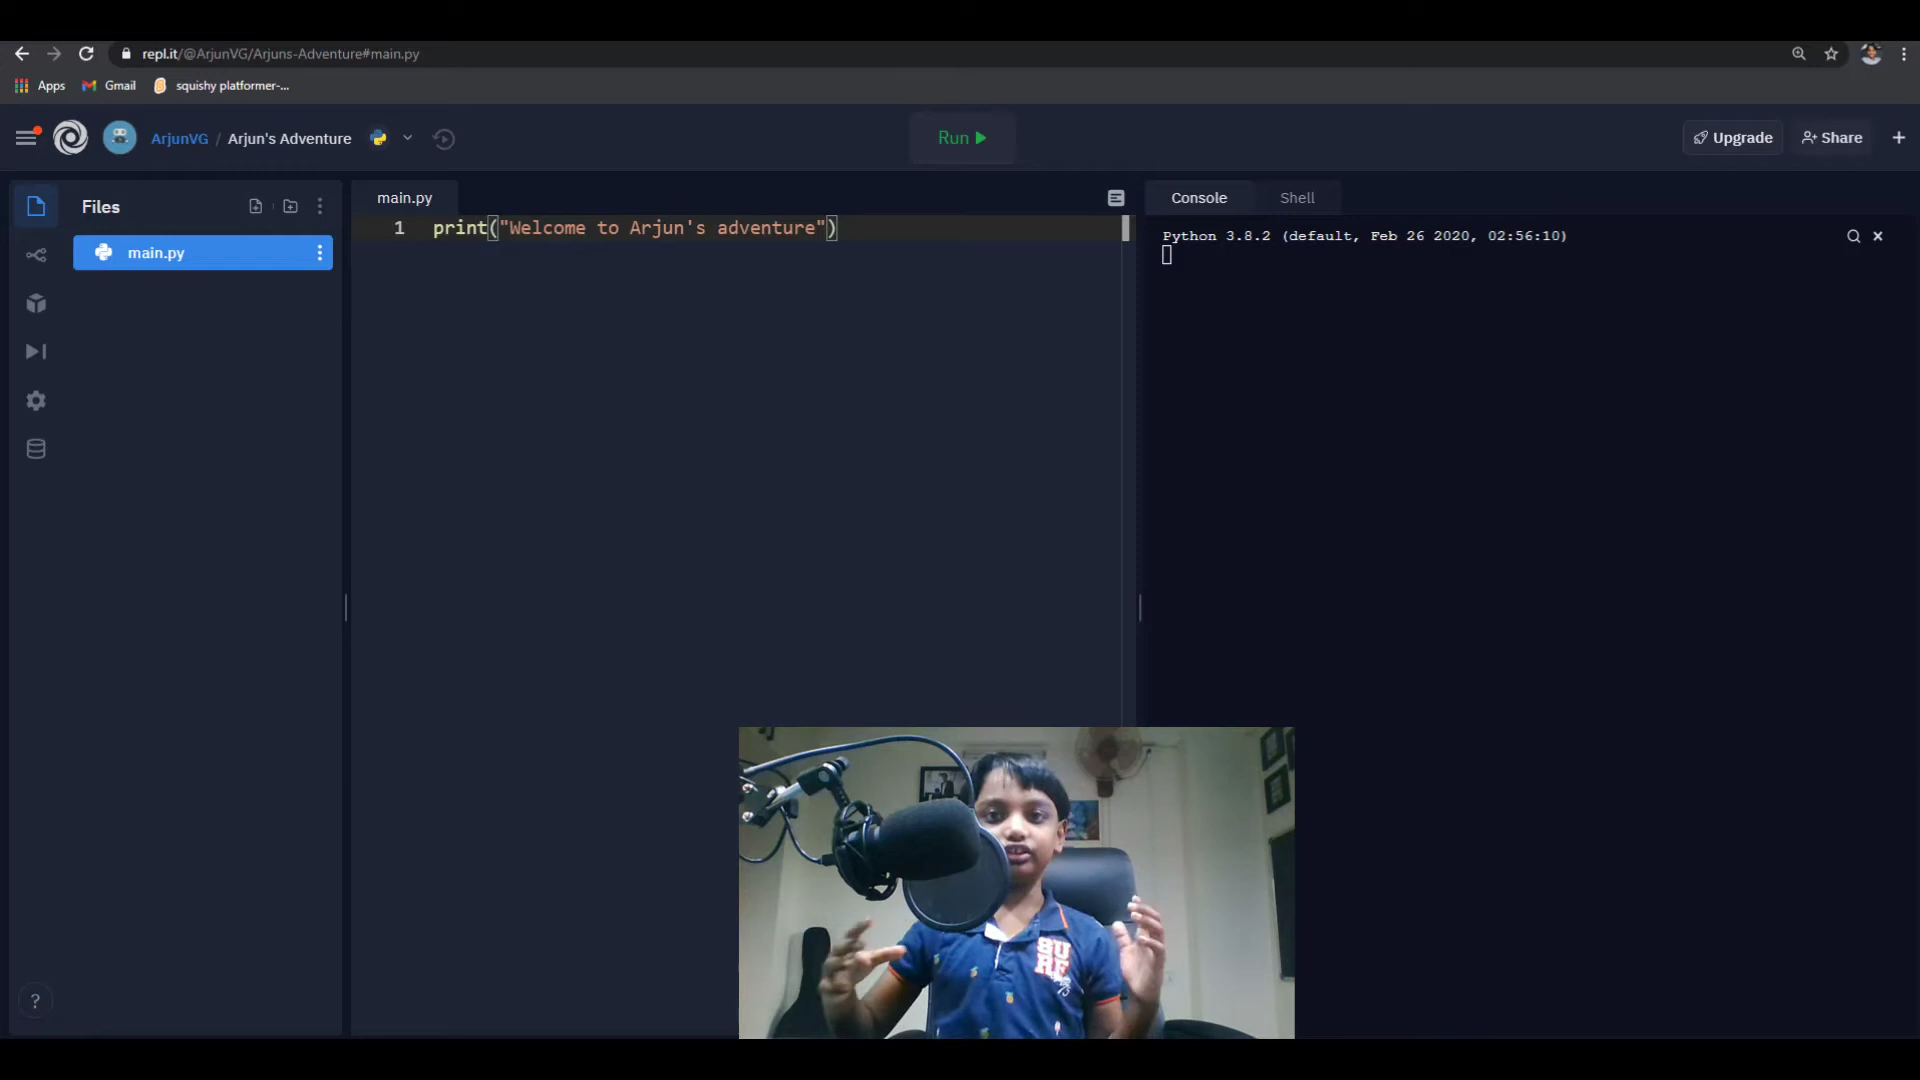 repl.it/@ArjunVG/Arjuns-Adventure#main.py
Apps
Gmail
squishy platformer-...
ArjunVG / Arjun's Adventure
Run
Upgrade
Share
Files
main.py
main.py
1
print("Welcome to Arjun's adventure")
Console
Shell
Python 3.8.2 (default, Feb 26 2020, 02:56:10)
SU
RF
?